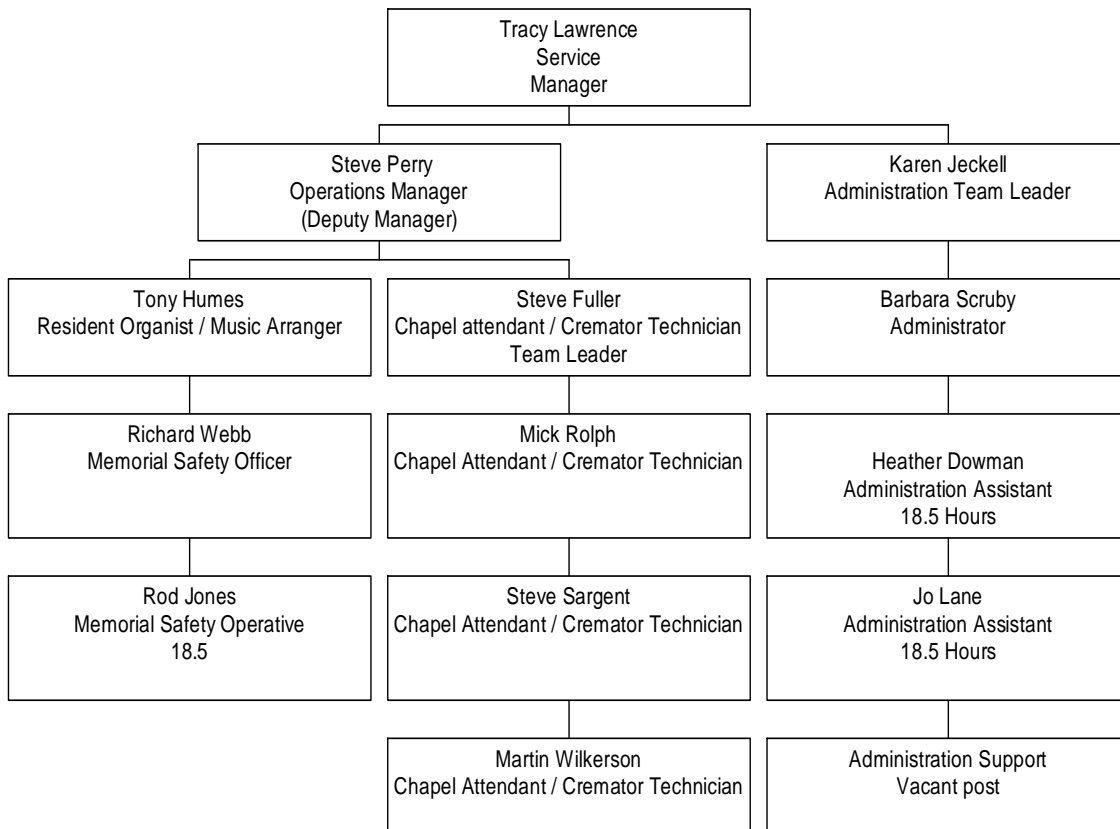 Tracy Lawrence
Service
Manager
Steve Perry
Operations Manager
(Deputy Manager)
Karen Jeckell
Administration Team Leader
Tony Humes
Resident Organist / Music Arranger
Steve Fuller
Chapel attendant / Cremator Technician
Team Leader
Barbara Scruby
Administrator
Richard Webb
Memorial Safety Officer
Mick Rolph
Chapel Attendant / Cremator Technician
Heather Dowman
Administration Assistant
18.5 Hours
Rod Jones
Memorial Safety Operative
18.5
Steve Sargent
Chapel Attendant / Cremator Technician
Jo Lane
Administration Assistant
18.5 Hours
Martin Wilkerson
Chapel Attendant / Cremator Technician
Administration Support
Vacant post